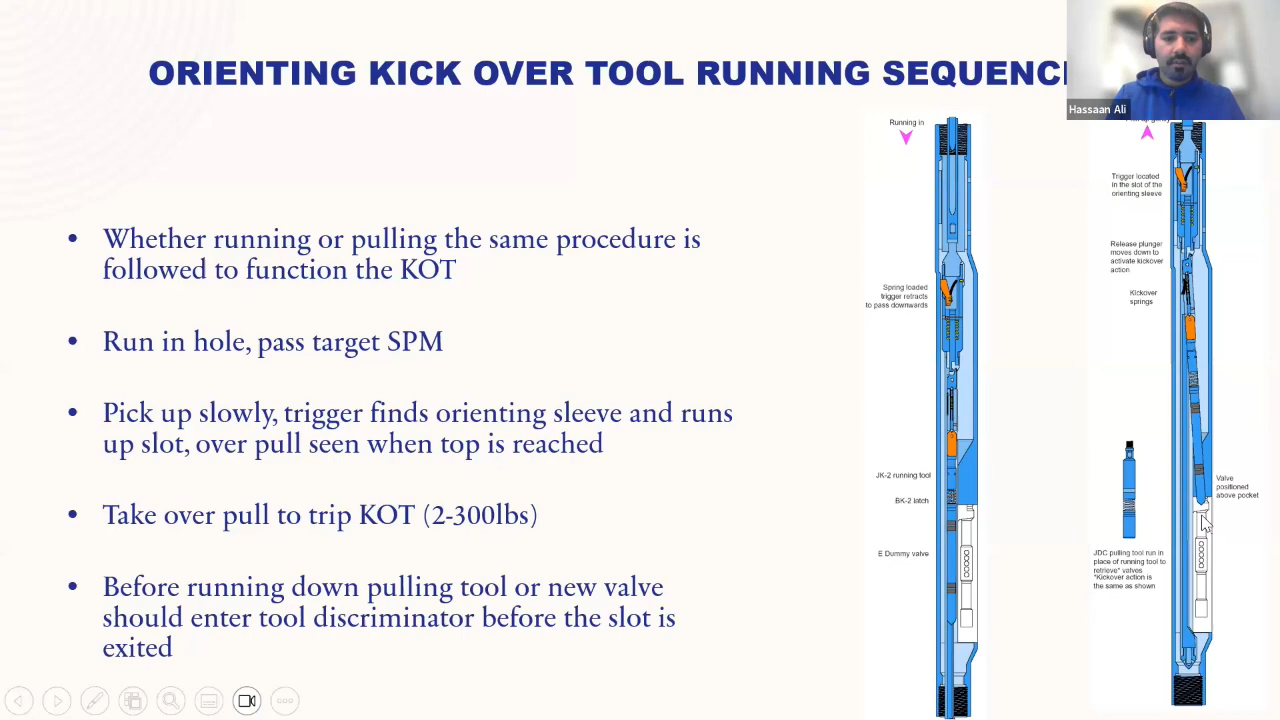 ORIENTING KICK OVER TOOL RUNNING SEQUENC
Hassaan Ali
• Whether running or pulling the same procedure is
followed to function the KOT
• Run in hole, pass target SPM
• Pick up slowly, trigger finds orienting sleeve and runs
up slot, over pull seen when top is reached
• Take over pull to trip KOT (2-300lbs)
• Before running down pulling tool or new valve
should enter tool discriminator before the slot is
exited
Running in
Spring loaded
trigger retracts
to pass downwards
JK-2 running tool
BK-2 latch
E Dummy valve
Trigger located
in the slot of the
orienting sleeve
Release plunger
moves down to
activate kickover
action
Kickover
springs
Valve
positioned
above pocket
JDC pulling tool run in
place of running tool to
retrieve* valves
*Kickover action is
the same as shown